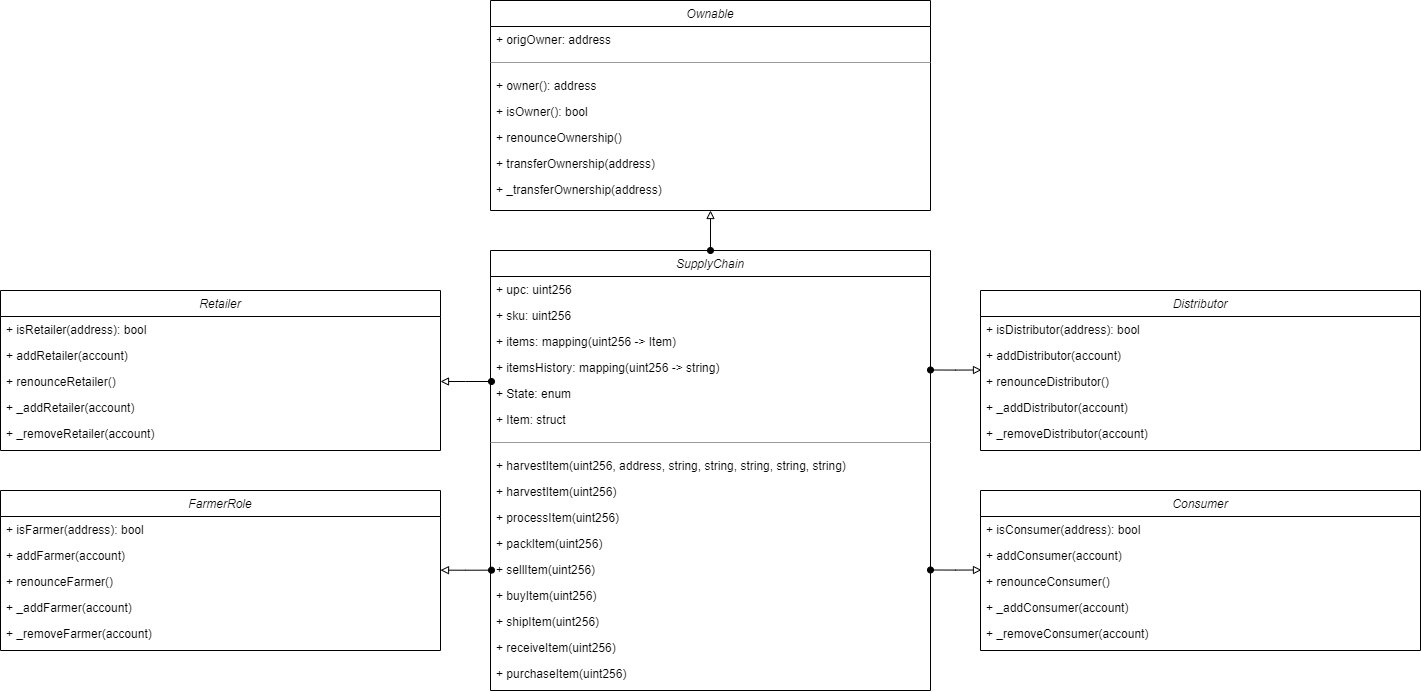 Ownable
+ origOwner: address
+ owner(): address
+ isOwner(): bool
+ renounceOwnership()
+ transferOwnership(address)
+ _transferOwnership(address)
SupplyChain
+ upc: uint256
+ sku: uint256
+ items: mapping(uint256 -> Item)
+ itemsHistory: mapping(uint256 -> string)
+ State: enum
+ Item: struct
+ harvestItem(uint256, address, string, string, string, string, string)
+ harvestItem(uint256)
+ processItem(uint256)
+ packItem(uint256)
+ sellItem(uint256)
+ buyItem(uint256)
+ shipItem(uint256)
+ receiveItem(uint256)
+ purchaseItem(uint256)
Retailer
+ isRetailer(address): bool
+ addRetailer(account)
+ renounceRetailer()
+ _addRetailer(account)
+ _removeRetailer(account)
FarmerRole
+ isFarmer(address): bool
+ addFarmer(account)
+ renounceFarmer()
+ _addFarmer(account)
+ _removeFarmer(account)
Distributor
+ isDistributor(address): bool
+ addDistributor(account)
+ renounceDistributor()
+ _addDistributor(account)
+ _removeDistributor(account)
Consumer
+ isConsumer(address): bool
+ addConsumer(account)
+ renounceConsumer()
+ _addConsumer(account)
+ _removeConsumer(account)